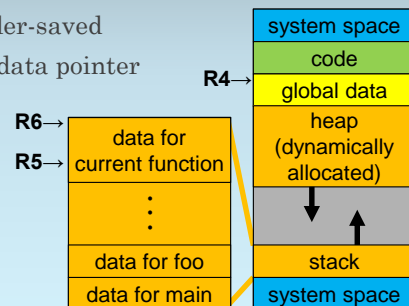 ler-saved
data pointer
R4→
R6→
R5→
data for
current function
data for foo
data for main
system space
code
global data
heap
(dynamically
allocated)
stack
system space